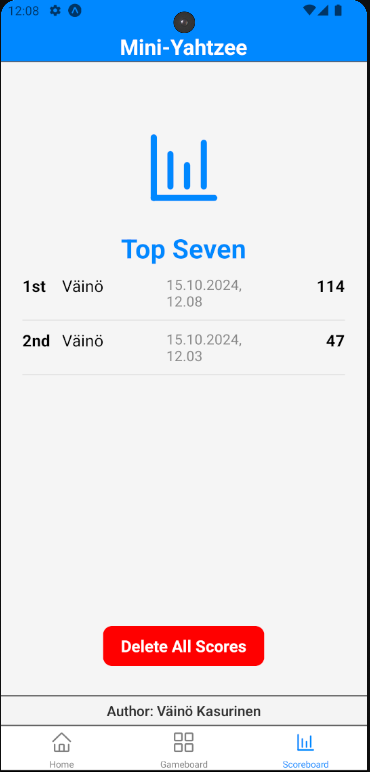 12.08
Mini-Yahtzee
Top Seven
1st Väinö 15.10.2024, 114
12.08
2nd Väinö 15.10.2024, 47
12.03
Delete All Scores
Author: Väinö Kasurinen
Home Gameboard Scoreboard